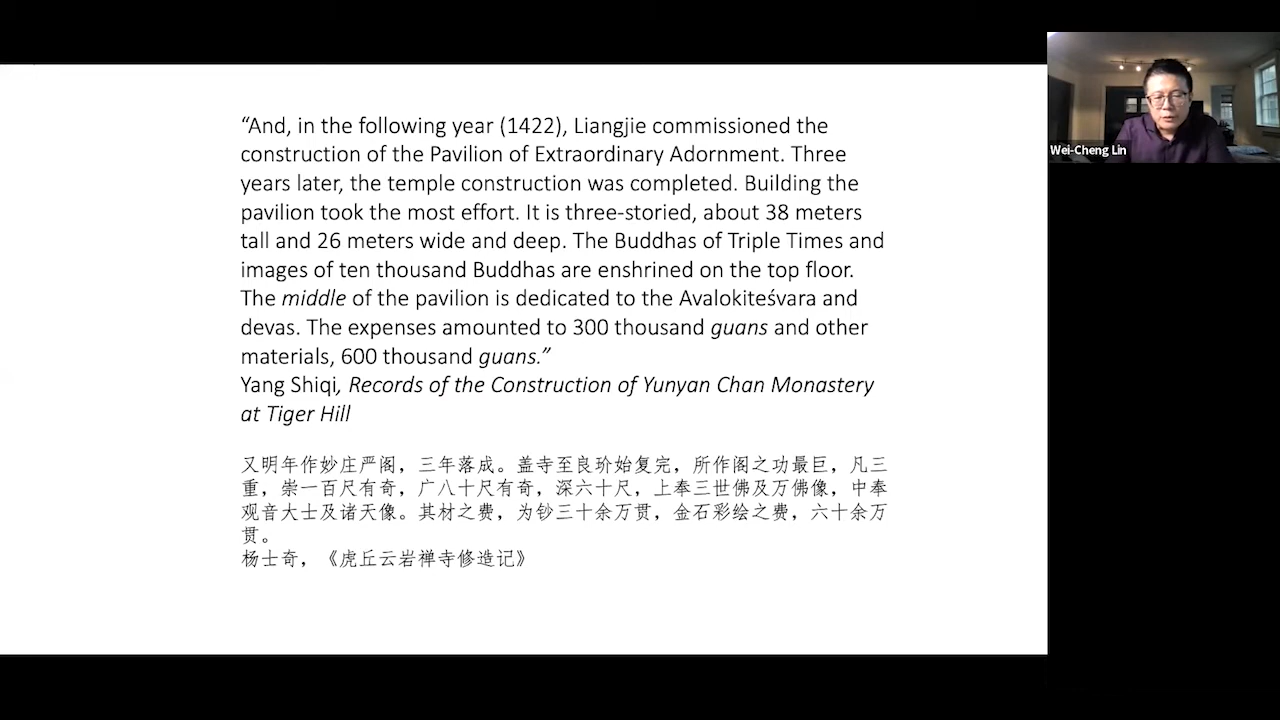 “And, in the following year (1422), Liangjie commissioned the
construction of the Pavilion of Extraordinary Adornment. Three
years later, the temple construction was completed. Building the
pavilion took the most effort. It is three-storied, about 38 meters
tall and 26 meters wide and deep. The Buddhas of Triple Times and
images of ten thousand Buddhas are enshrined on the top floor.
The middle of the pavilion is dedicated to the Avalokiteśvara and
devas. The expenses amounted to 300 thousand guans and other
materials, 600 thousand guans.”
Yang Shiqi, Records of the Construction of Yunyan Chan Monastery
at Tiger Hill
又明年作妙庄严阁，三年落成。盖寺至良玠始复完，所作阁之功最巨，凡三
重，崇一百尺有奇，广八十尺有奇，深六十尺，上奉三世佛及万佛像，中奉
观音大士及诸天像。其材之费，为钞三十余万贯，金石彩绘之费，六十余万
贯。
杨士奇，《虎丘云岩禅寺修造记》
Wei-Cheng Lin